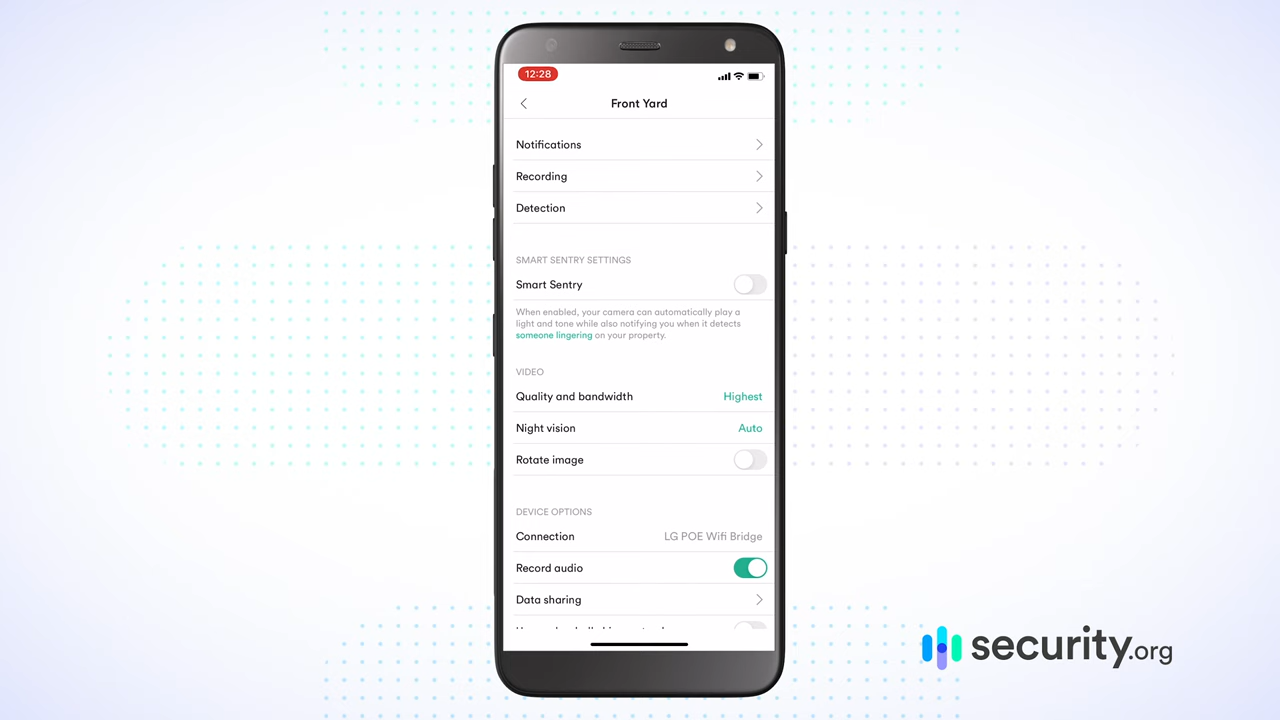 12:28
Front Yard
Notifications
Recording
Detection
SMART SENTRY SETTINGS
Smart Sentry
When enabled, your camera can automatically play a
light and tone while also notifying you when it detects
someone lingering on your property.
VIDEO
Quality and bandwidth Highest
Night vision Auto
Rotate image
DEVICE OPTIONS
Connection LG POE Wifi Bridge
Record audio
Data sharing
security.org